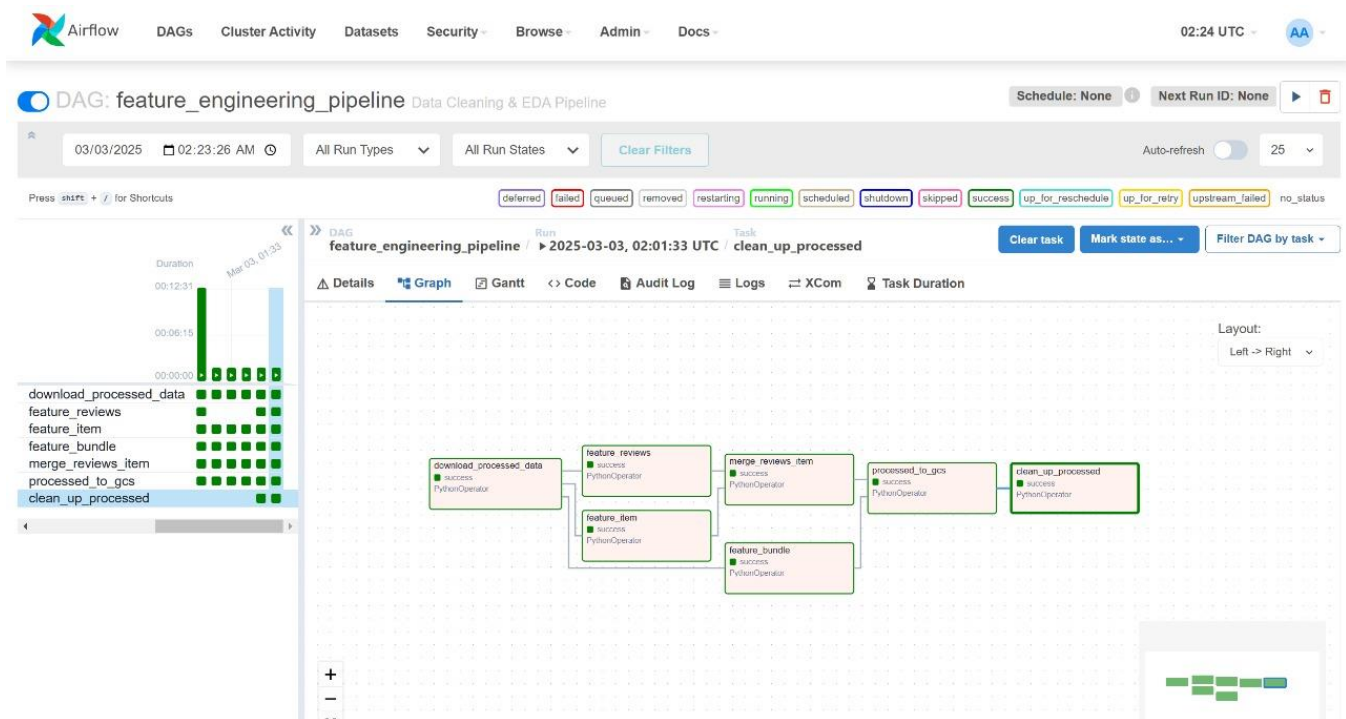 Airflow DAGs Cluster Activity Datasets Security Browse Admin Docs 02:24 UTC AA
DAG: feature_engineering_pipeline Data Cleaning & EDA Pipeline Schedule: None Next Run ID: None
03/03/2025 02:23:26 AM All Run Types All Run States Clear Filters Auto-refresh 25
Press shift + / for Shortcuts deferred failed queued removed restarting running scheduled shutdown skipped success up_for_reschedule up_for_retry upstream_failed no_status
DAG Run Task
feature_engineering_pipeline / 2025-03-03, 02:01:33 UTC / clean_up_processed Clear task Mark state as... Filter DAG by task
Details Graph Gantt <> Code Audit Log Logs XCom Task Duration
Duration
Mar 03, 01:33
00:12:31
00:06:15
00:00:00
download_processed_data
feature_reviews
feature_item
feature_bundle
merge_reviews_item
processed_to_gcs
clean_up_processed
Layout:
Left -> Right
download_processed_data
success
PythonOperator
feature_reviews
success
PythonOperator
feature_item
success
PythonOperator
merge_reviews_item
success
PythonOperator
feature_bundle
success
PythonOperator
processed_to_gcs
success
PythonOperator
clean_up_processed
success
PythonOperator
+
−